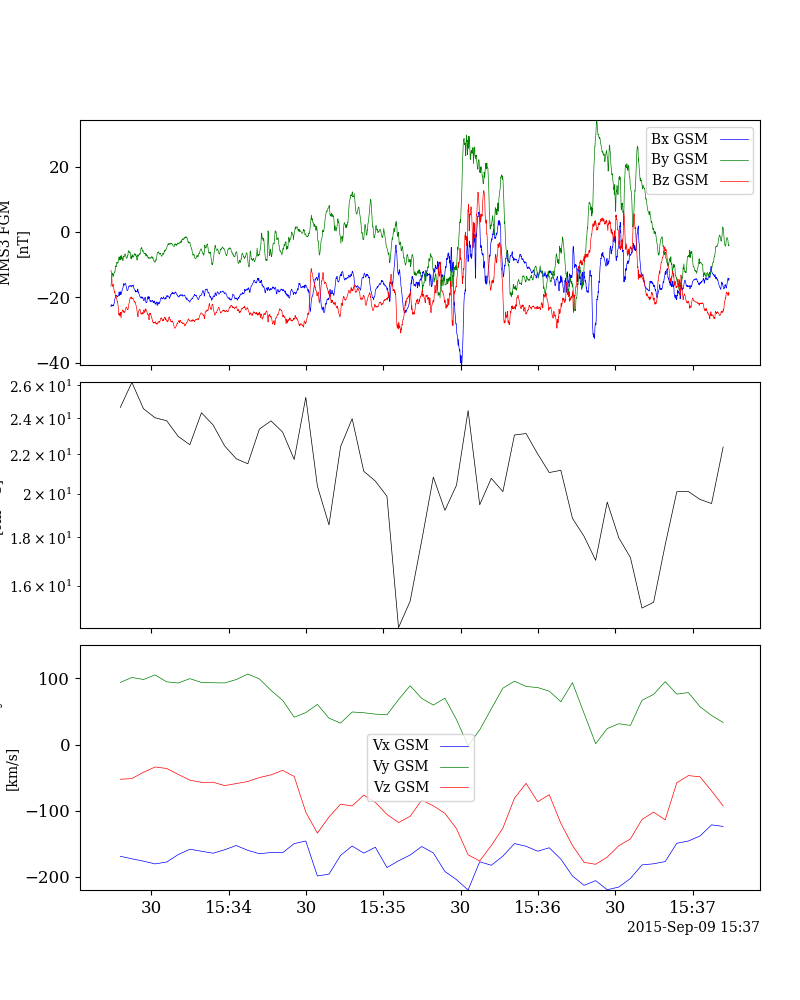 Bx GSM
By GSM
Bz GSM
20
0
−20
−40
MMS3 FGM
[nT]
2.6 × 10¹
2.4 × 10¹
2.2 × 10¹
2 × 10¹
1.8 × 10¹
1.6 × 10¹
100
0
−100
−200
[km/s]
Vx GSM
Vy GSM
Vz GSM
30 15:34 30 15:35 30 15:36 30 15:37
2015-Sep-09 15:37